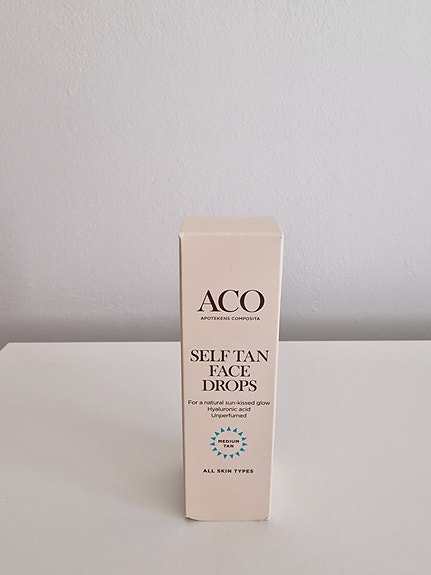 ACO
APOTEKENS COMPOSITA
SELF TAN
FACE
DROPS
For a natural sun-kissed glow
Hyaluronic acid
Unperfumed
MEDIUM
TAN
ALL SKIN TYPES